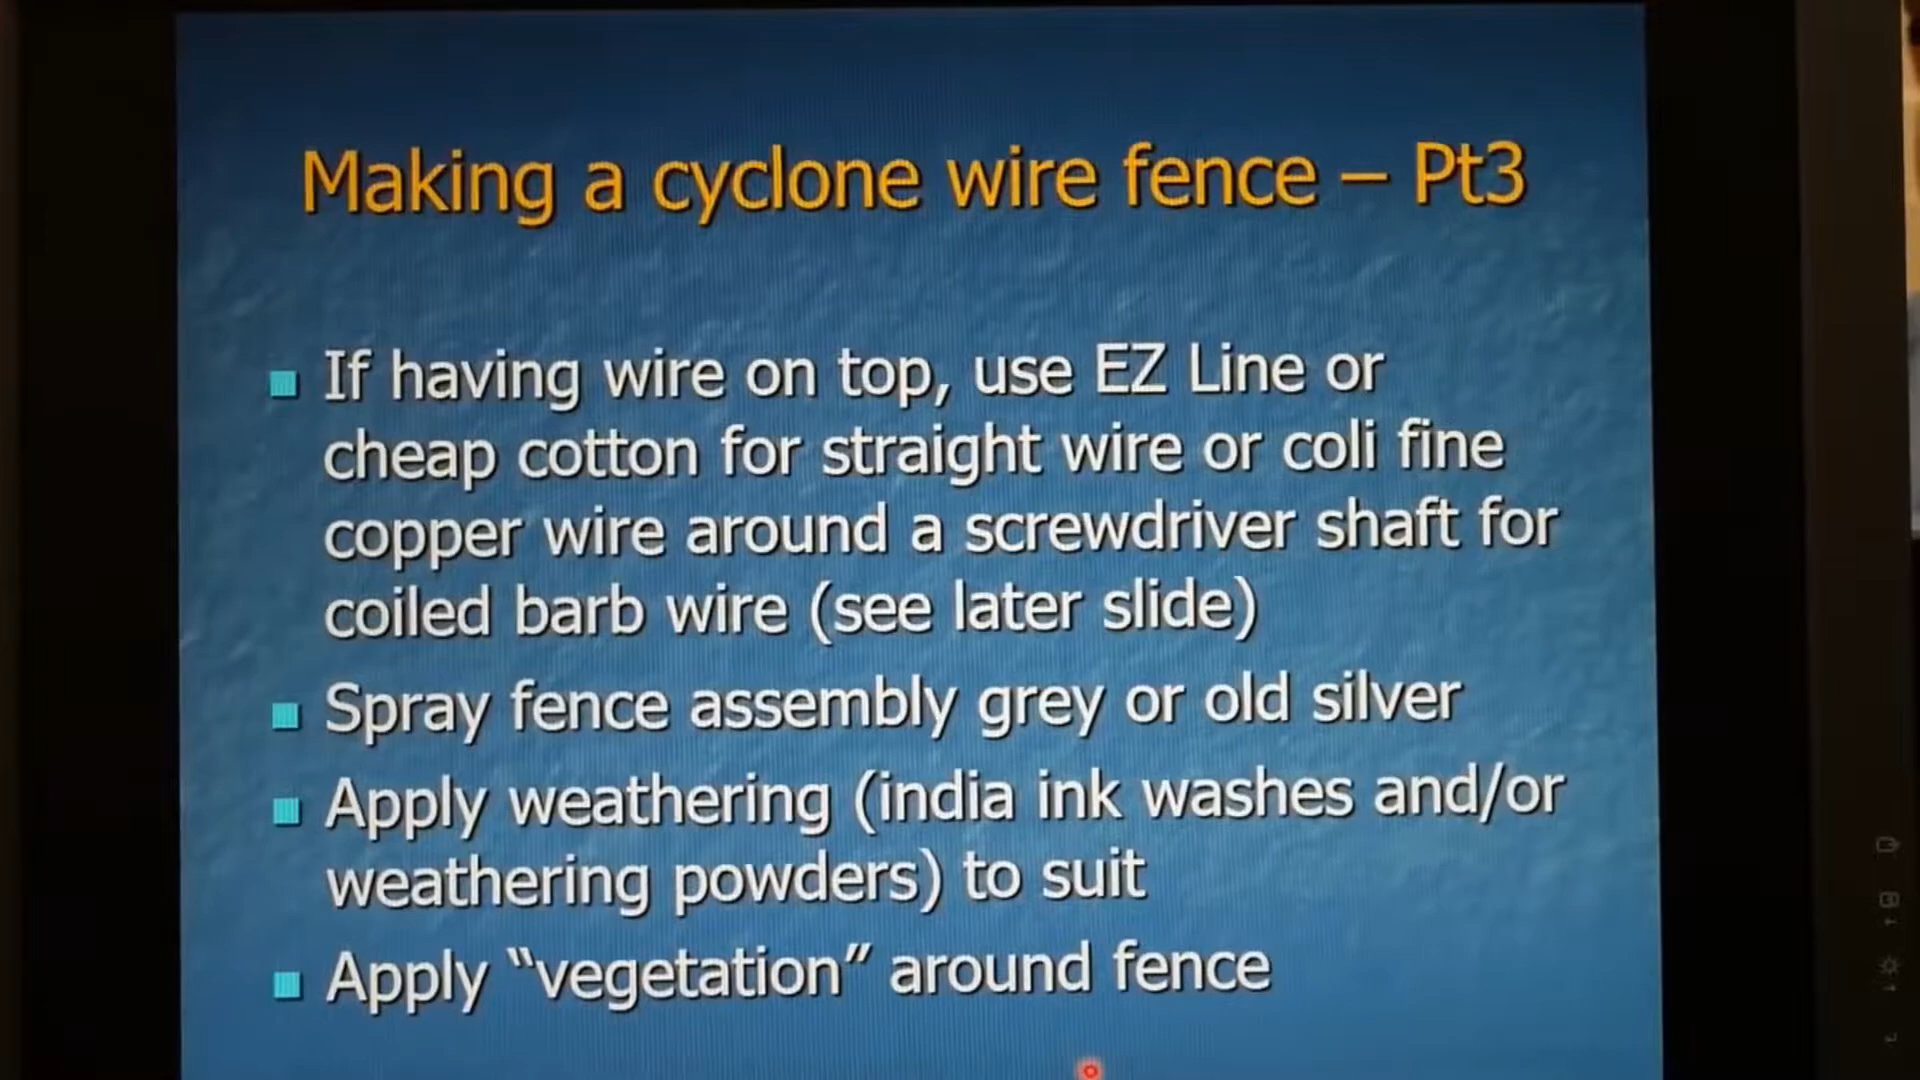 Making a cyclone wire fence – Pt3
If having wire on top, use EZ Line or
cheap cotton for straight wire or coli fine
copper wire around a screwdriver shaft for
coiled barb wire (see later slide)
Spray fence assembly grey or old silver
Apply weathering (india ink washes and/or
weathering powders) to suit
Apply “vegetation” around fence